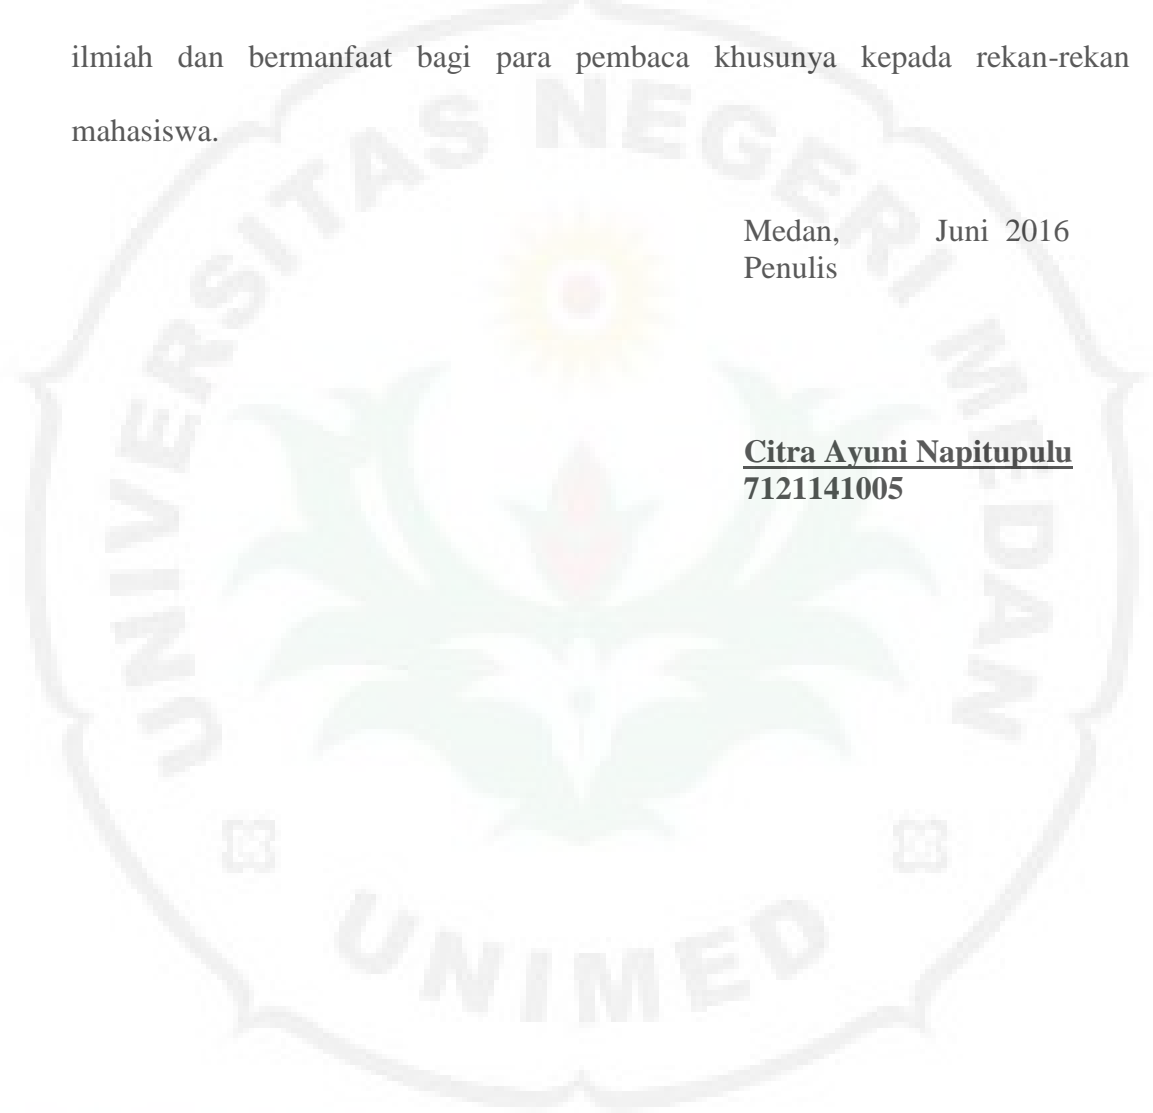 ilmiah dan bermanfaat bagi para pembaca khusunya kepada rekan-rekan
mahasiswa.
Medan, Juni 2016
Penulis
Citra Ayuni Napitupulu
7121141005
UNIVERSITAS NEGERI MEDAN
UNIMED